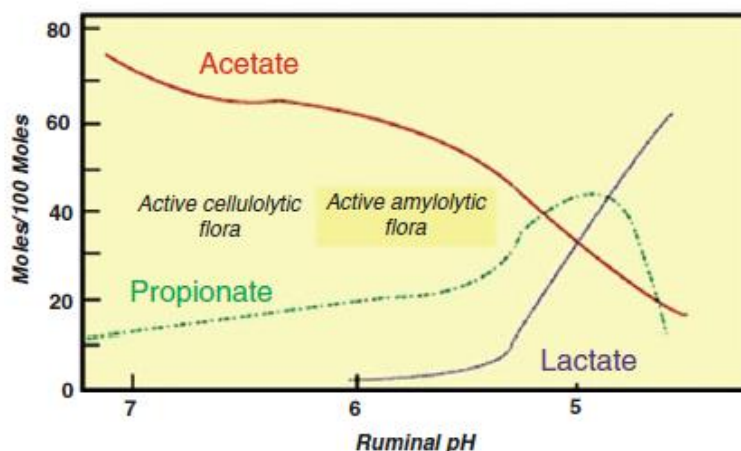 80
Acetate
60
Moles/100 Moles
Active cellulolytic
flora
Active amylolytic
flora
40
Propionate
20
Lactate
0
7
6
5
Ruminal pH